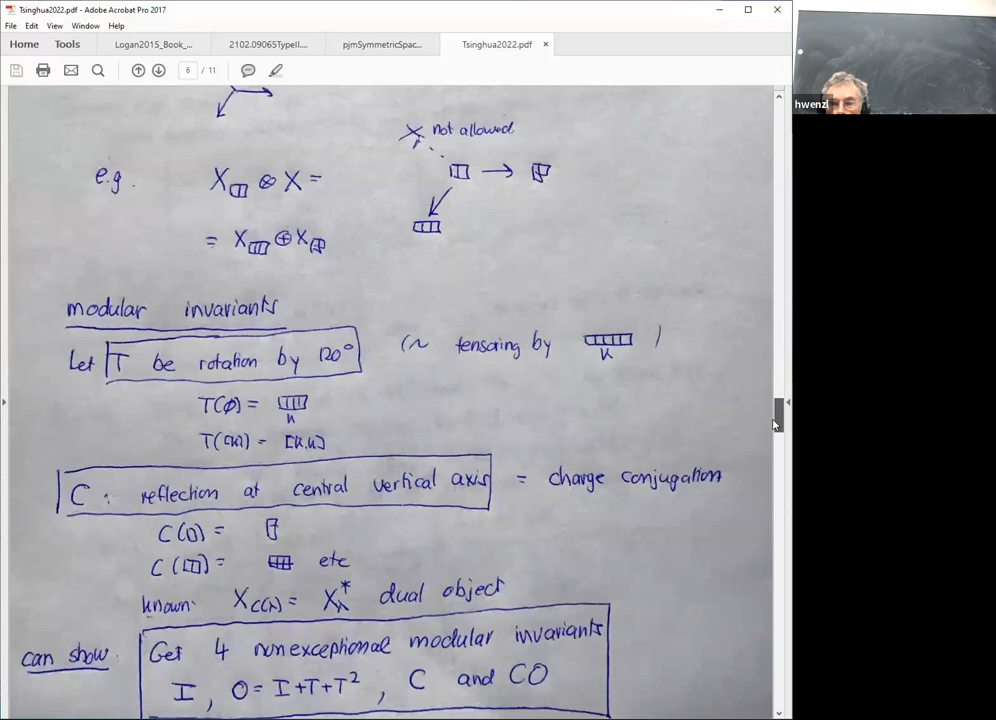 Tsinghua2022.pdf - Adobe Acrobat Pro 2017
File Edit View Window Help
Home Tools Logan2015_Book_... 2102.09065TypeII.... pjmSymmetricSpac... Tsinghua2022.pdf ×
6 / 11
hwenzl
not allowed
e.g. X ⊗ X =
= X ⊕ X
modular invariants
Let T be rotation by 120° (~ tensoring by k )
T(φ) =
T([k]) = [k,k]
C : reflection at central vertical axis = charge conjugation
C(□) =
C( ) = etc
known: X_C(λ) = X_λ^* dual object
can show. Get 4 nonexceptional modular invariants
I, O = I+T+T², C and CO